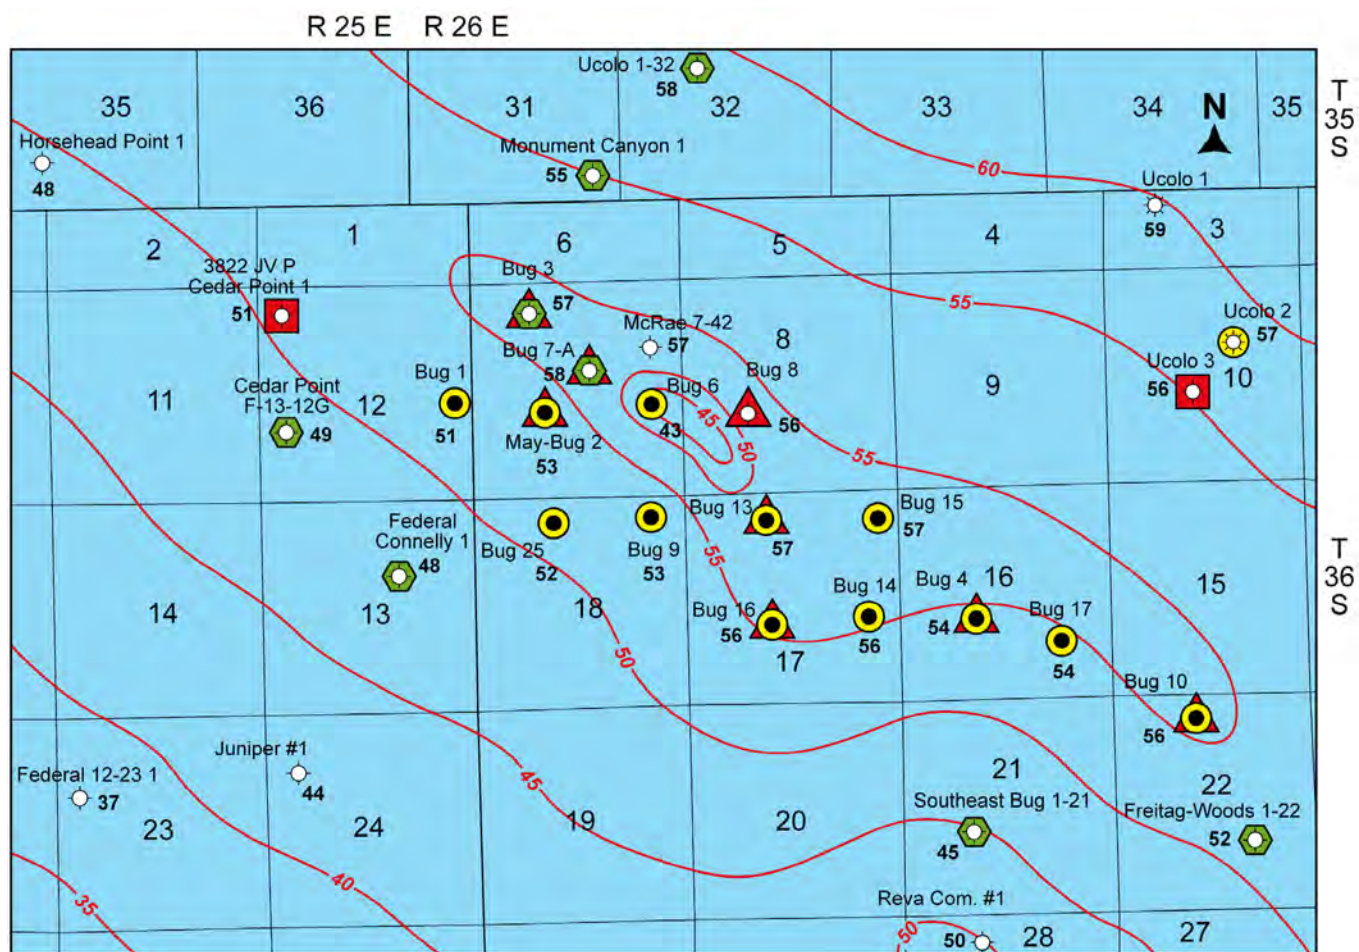 R 25 E R 26 E
Ucolo 1-32
58
35 36 31 32 33 34 35
N
T
35
S
Horsehead Point 1
48
Monument Canyon 1
55
60
Ucolo 1
59
3
2 1 6 5 4
3822 JV P
Cedar Point 1
51
Bug 3
57
55
McRae 7-42
57
8
Ucolo 2
57
Bug 7-A
58
Bug 8
56
Ucolo 3
56
10
Bug 1
51
Bug 6
43
45
50
Cedar Point
F-13-12G
49
11 12 9
May-Bug 2
53
55
Federal
Connelly 1
48
Bug 25
52
Bug 9
53
Bug 13
57
Bug 15
57
55
T
36
S
14 13 18
Bug 16
56
Bug 14
56
Bug 4
54
16
Bug 17
54
15
17
50
Bug 10
56
Juniper #1
44
Federal 12-23 1
37
45
21
22
Southeast Bug 1-21
45
Freitag-Woods 1-22
52
23 24 19 20
40
35
Reva Com. #1
50
50
28 27